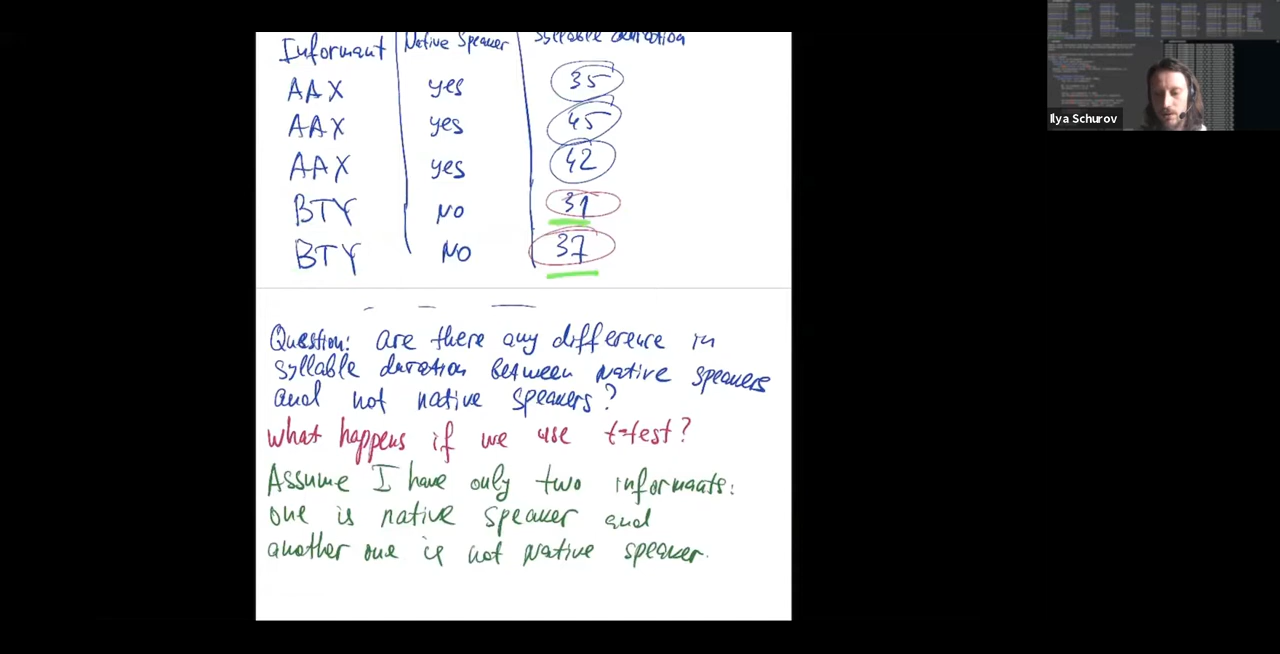 Informant Native Speaker Syllable duration
AAX yes 35
AAX yes 45
AAX yes 42
BTY NO 31
BTY NO 37
Question: are there any difference in
syllable duration between native speakers
and not native speakers?
What happens if we use t-test?
Assume I have only two informants:
one is native speaker and
another one is not native speaker.
Ilya Schurov